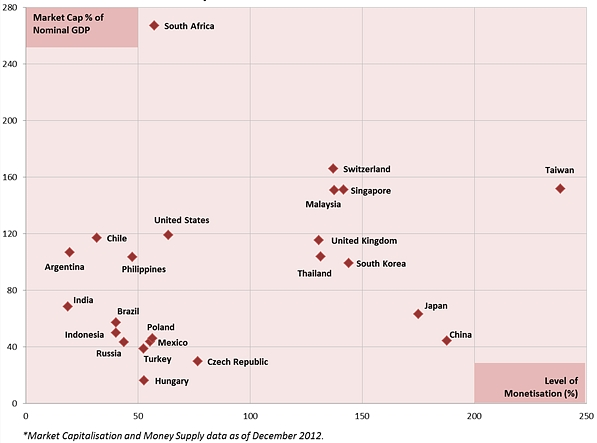 280
Market Cap % of
Nominal GDP
South Africa
240
200
Switzerland
Taiwan
160
Singapore
Malaysia
United States
120
Chile
United Kingdom
Argentina
Philippines
Thailand
South Korea
80
India
Japan
Brazil
Indonesia
Poland
China
Mexico
40
Russia
Turkey
Czech Republic
Hungary
Level of
Monetisation (%)
0
0 50 100 150 200 250
*Market Capitalisation and Money Supply data as of December 2012.